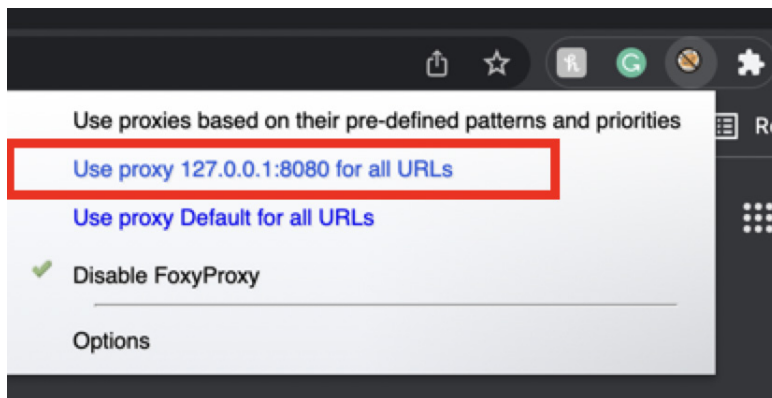 Use proxies based on their pre-defined patterns and priorities
Use proxy 127.0.0.1:8080 for all URLs
Use proxy Default for all URLs
Disable FoxyProxy
Options